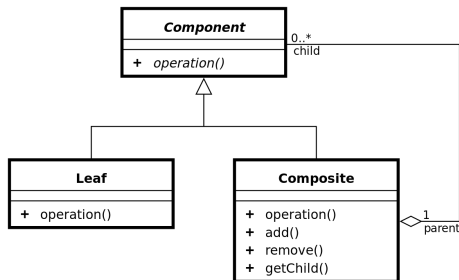 Component
+ operation()
0..*
child
Leaf
+ operation()
Composite
+ operation()
+ add()
+ remove()
+ getChild()
1
parent